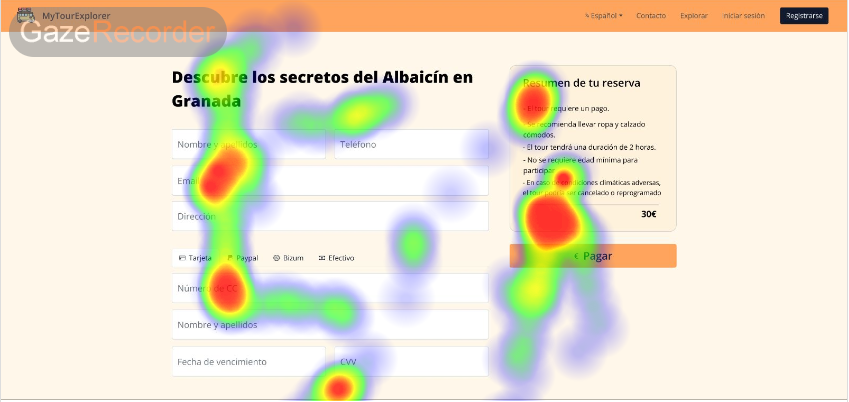 MyTourExplorer
GazeRecorder
Español
Contacto
Explorar
Iniciar sesión
Registrarse
Descubre los secretos del Albaicín en
Granada
Nombre y apellidos
Telefono
Email
Direccion
Tarjeta
Paypal
Bizum
Efectivo
Número de CC
Nombre y apellidos
Fecha de vencimiento
CVV
Resumen de tu reserva
- El tour requiere un pago.
- Se recomienda llevar ropa y calzado
cómodos.
- El tour tendrá una duración de 2 horas.
- No se requiere edad mínima para
participar
- En caso de condiciones climáticas adversas,
el tour podrá ser cancelado o reprogramado
30€
€ Pagar